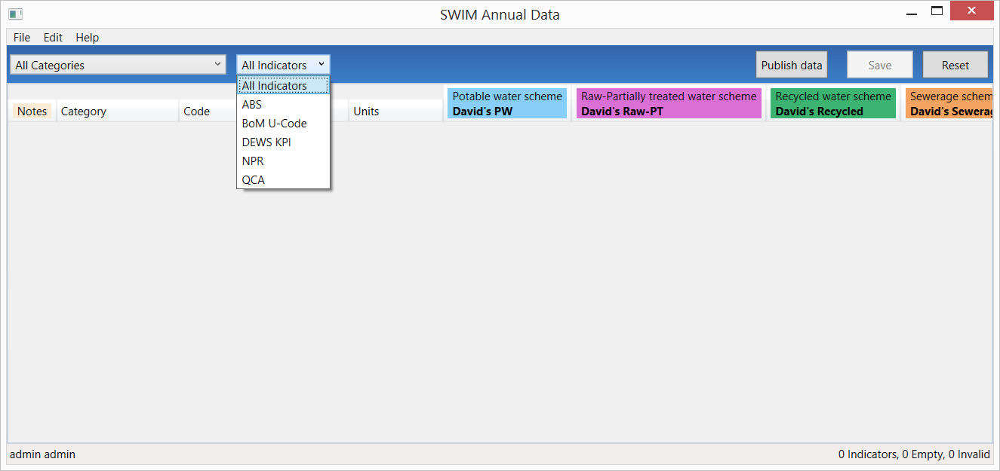 SWIM Annual Data
File Edit Help
All Categories
All Indicators
Publish data
Save
Reset
All Indicators
ABS
BoM U-Code
DEWS KPI
NPR
QCA
Notes
Category
Code
Units
Potable water scheme
David's PW
Raw-Partially treated water scheme
David's Raw-PT
Recycled water scheme
David's Recycled
Sewerage schem
David's Sewerag
admin admin
0 Indicators, 0 Empty, 0 Invalid